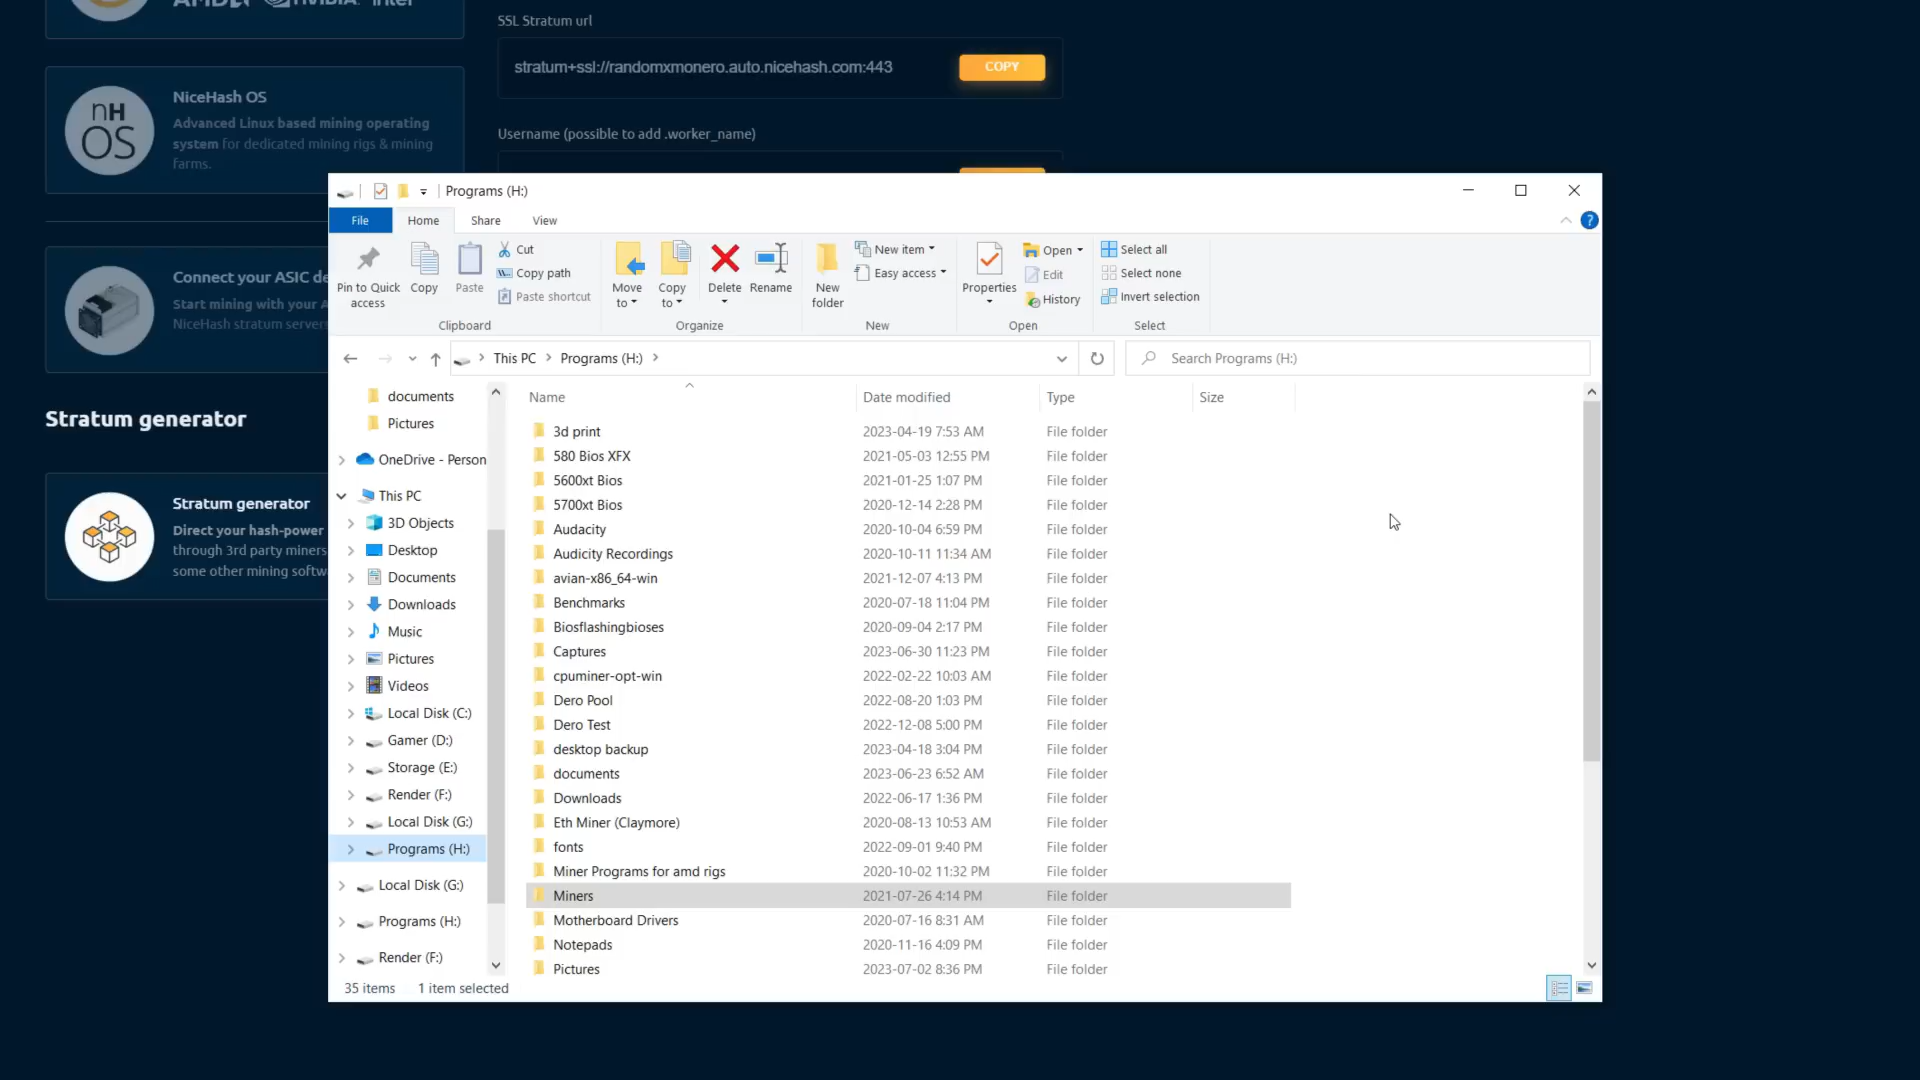 AMD NVIDIA intel
SSL Stratum url
stratum+ssl://randomxmonero.auto.nicehash.com:443
COPY
NiceHash OS
nH
OS
Advanced Linux based mining operating
system for dedicated mining rigs & mining
farms.
Username (possible to add .worker_name)
Connect your ASIC de
Start mining with your A
NiceHash stratum servers
Stratum generator
Stratum generator
Direct your hash-power
through 3rd party miners
some other mining softw
Programs (H:)
File
Home
Share
View
?
Pin to Quick
access
Copy
Paste
Cut
Copy path
Paste shortcut
Clipboard
Move
to
Copy
to
Delete
Rename
Organize
New
folder
New item
Easy access
New
Properties
Open
Edit
History
Open
Select all
Select none
Invert selection
Select
This PC
Programs (H:)
Search Programs (H:)
documents
Pictures
OneDrive - Person
This PC
3D Objects
Desktop
Documents
Downloads
Music
Pictures
Videos
Local Disk (C:)
Gamer (D:)
Storage (E:)
Render (F:)
Local Disk (G:)
Programs (H:)
Local Disk (G:)
Programs (H:)
Render (F:)
Name Date modified Type Size
3d print 2023-04-19 7:53 AM File folder
580 Bios XFX 2021-05-03 12:55 PM File folder
5600xt Bios 2021-01-25 1:07 PM File folder
5700xt Bios 2020-12-14 2:28 PM File folder
Audacity 2020-10-04 6:59 PM File folder
Audicity Recordings 2020-10-11 11:34 AM File folder
avian-x86_64-win 2021-12-07 4:13 PM File folder
Benchmarks 2020-07-18 11:04 PM File folder
Biosflashingbioses 2020-09-04 2:17 PM File folder
Captures 2023-06-30 11:23 PM File folder
cpuminer-opt-win 2022-02-22 10:03 AM File folder
Dero Pool 2022-08-20 1:03 PM File folder
Dero Test 2022-12-08 5:00 PM File folder
desktop backup 2023-04-18 3:04 PM File folder
documents 2023-06-23 6:52 AM File folder
Downloads 2022-06-17 1:36 PM File folder
Eth Miner (Claymore) 2020-08-13 10:53 AM File folder
fonts 2022-09-01 9:40 PM File folder
Miner Programs for amd rigs 2020-10-02 11:32 PM File folder
Miners 2021-07-26 4:14 PM File folder
Motherboard Drivers 2020-07-16 8:31 AM File folder
Notepads 2020-11-16 4:09 PM File folder
Pictures 2023-07-02 8:36 PM File folder
35 items 1 item selected